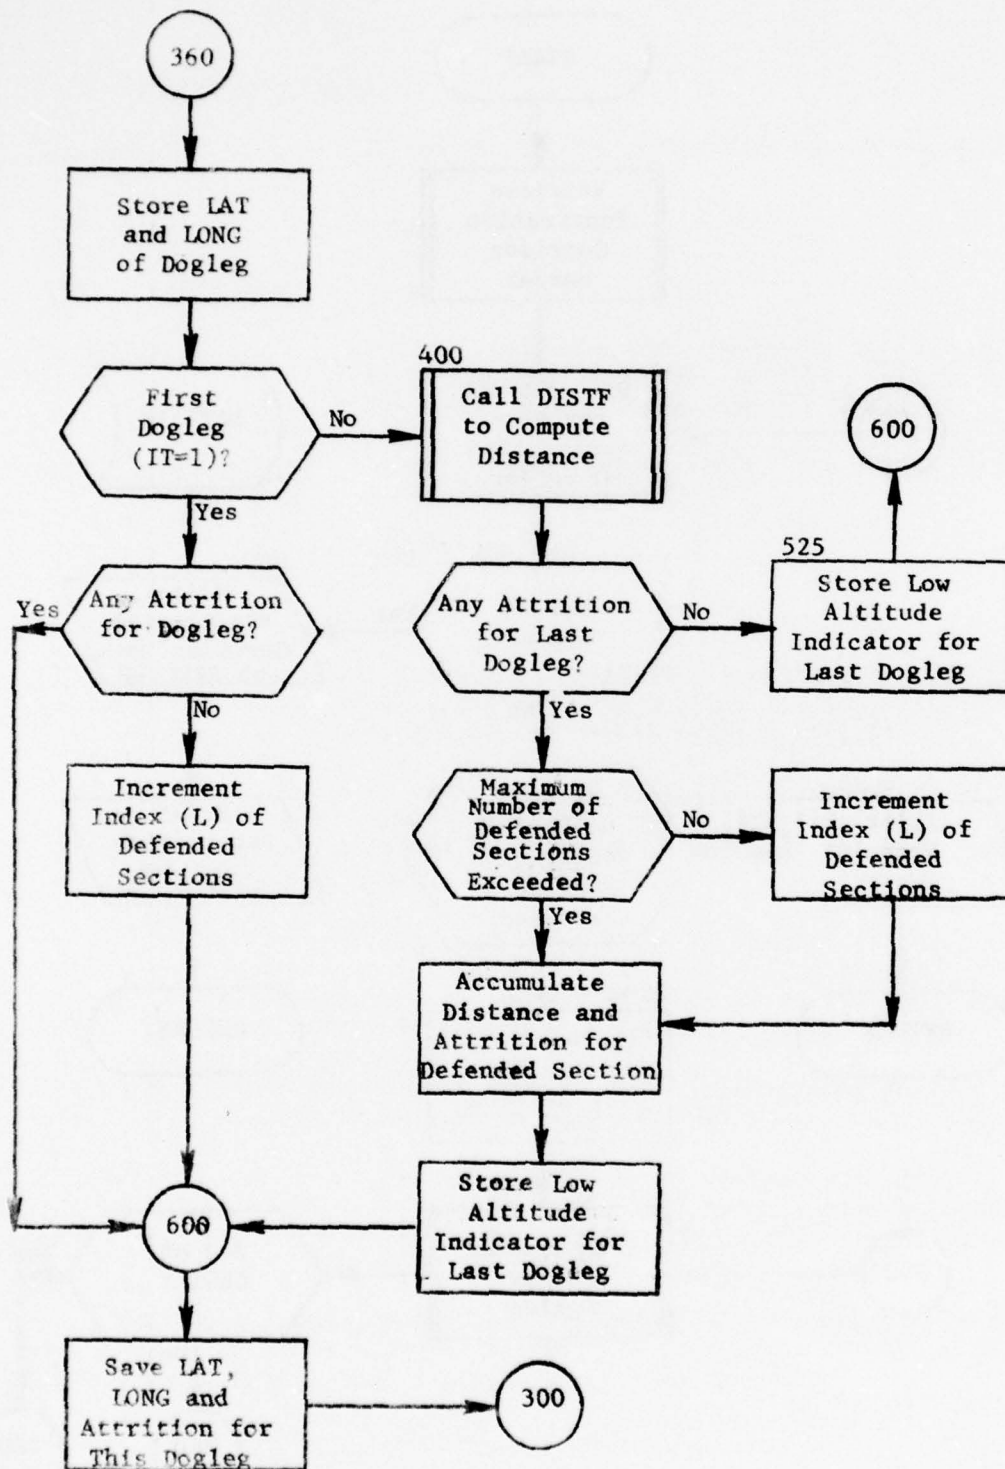 360
Store LAT
and LONG
of Dogleg
First
Dogleg
(IT=1)?
No
Yes
400
Call DISTF
to Compute
Distance
600
Any Attrition
for Dogleg?
Yes
No
Any Attrition
for Last
Dogleg?
No
Yes
525
Store Low
Altitude
Indicator for
Last Dogleg
Increment
Index (L) of
Defended
Sections
Maximum
Number of
Defended
Sections
Exceeded?
No
Yes
Increment
Index (L) of
Defended
Sections
Accumulate
Distance and
Attrition for
Defended Section
Store Low
Altitude
Indicator for
Last Dogleg
600
Save LAT,
LONG and
Attrition for
This Dogleg
300